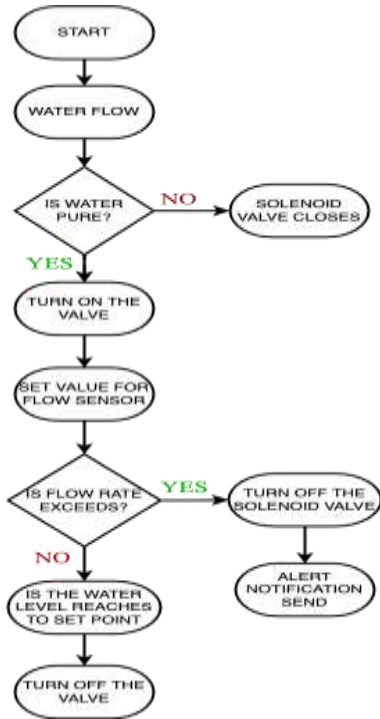 START
WATER FLOW
IS WATER
PURE?
NO
SOLENOID
VALVE CLOSES
YES
TURN ON THE
VALVE
SET VALUE FOR
FLOW SENSOR
IS FLOW RATE
EXCEEDS?
YES
TURN OFF THE
SOLENOID VALVE
NO
ALERT
NOTIFICATION
SEND
IS THE WATER
LEVEL REACHES
TO SET POINT
TURN OFF THE
VALVE